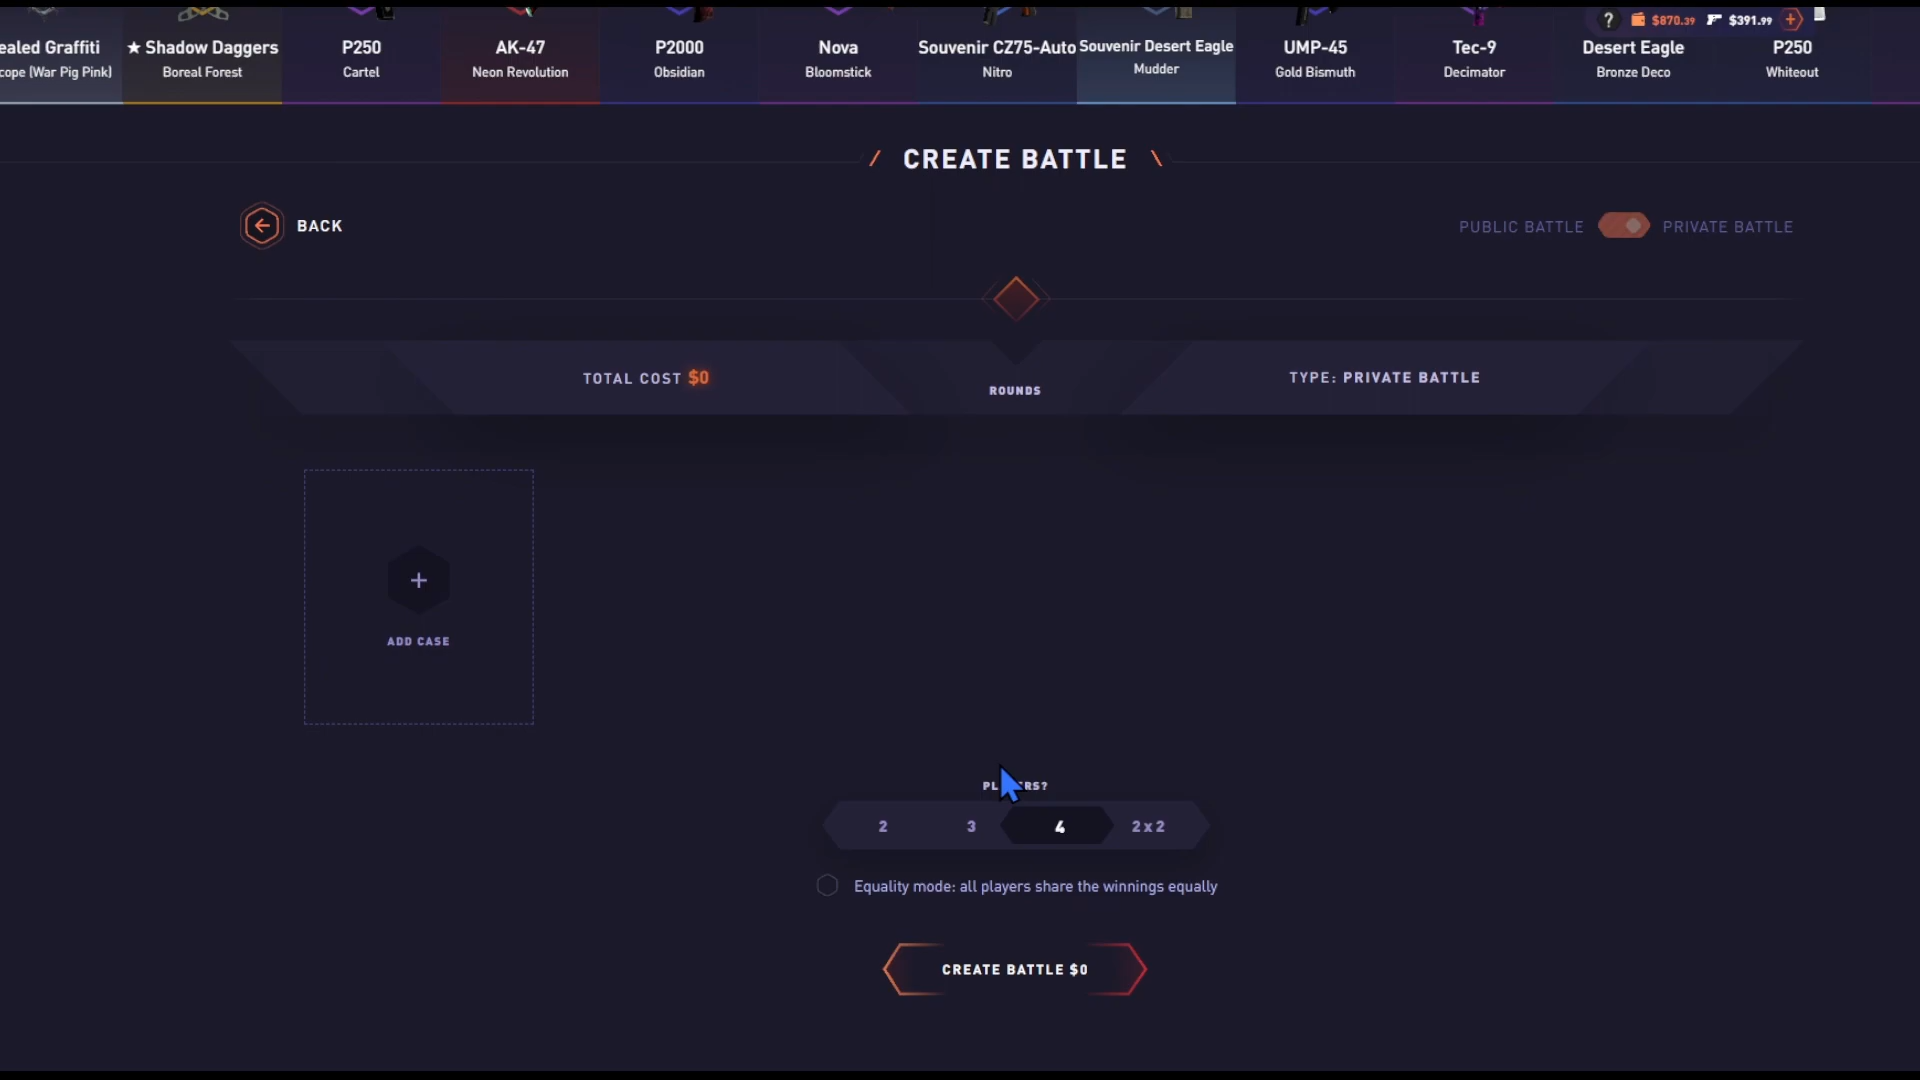 ? $870.39 $391.99 +
ealed Graffiti
cope (War Pig Pink)
★ Shadow Daggers
Boreal Forest
P250
Cartel
AK-47
Neon Revolution
P2000
Obsidian
Nova
Bloomstick
Souvenir CZ75-Auto
Nitro
Souvenir Desert Eagle
Mudder
UMP-45
Gold Bismuth
Tec-9
Decimator
Desert Eagle
Bronze Deco
P250
Whiteout
/ CREATE BATTLE \
BACK
PUBLIC BATTLE
PRIVATE BATTLE
TOTAL COST $0
ROUNDS
TYPE: PRIVATE BATTLE
+
ADD CASE
PL RS?
2 3 4 2x2
Equality mode: all players share the winnings equally
CREATE BATTLE $0